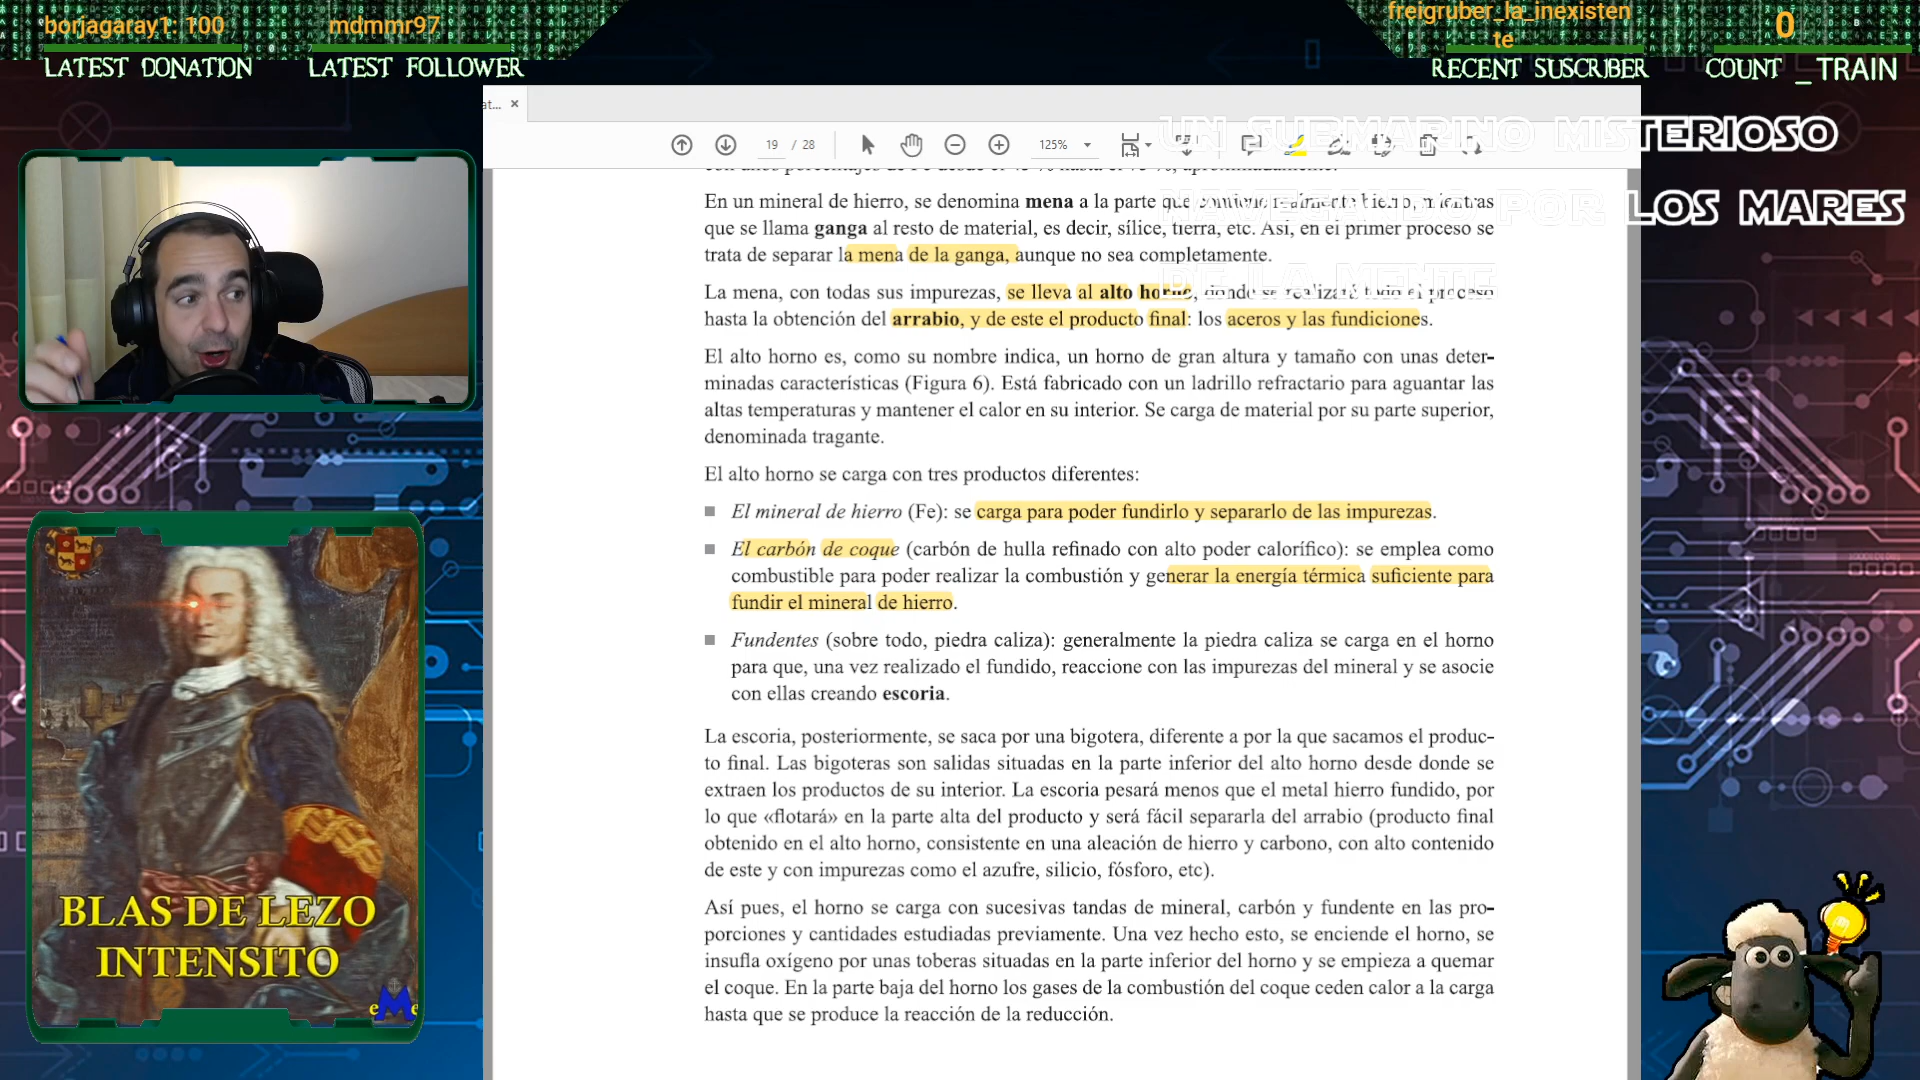 borjagaray1: 100
LATEST DONATION
mdmmr97
LATEST FOLLOWER
freigruber_la_inexisten
te
RECENT SUSCRIBER
0
COUNT _TRAIN
UN SUBMARINO MISTERIOSO
NAVEGANDO POR LOS MARES
DE LA MENTE
at... ×
19 / 28
125%
En un mineral de hierro, se denomina mena a la parte que contiene realmente hierro, mientras
que se llama ganga al resto de material, es decir, sílice, tierra, etc. Así, en el primer proceso se
trata de separar la mena de la ganga, aunque no sea completamente.
La mena, con todas sus impurezas, se lleva al alto horno, donde se realizará todo el proceso
hasta la obtención del arrabio, y de este el producto final: los aceros y las fundiciones.
El alto horno es, como su nombre indica, un horno de gran altura y tamaño con unas deter-
minadas características (Figura 6). Está fabricado con un ladrillo refractario para aguantar las
altas temperaturas y mantener el calor en su interior. Se carga de material por su parte superior,
denominada tragante.
El alto horno se carga con tres productos diferentes:
■ El mineral de hierro (Fe): se carga para poder fundirlo y separarlo de las impurezas.
■ El carbón de coque (carbón de hulla refinado con alto poder calorífico): se emplea como
combustible para poder realizar la combustión y generar la energía térmica suficiente para
fundir el mineral de hierro.
■ Fundentes (sobre todo, piedra caliza): generalmente la piedra caliza se carga en el horno
para que, una vez realizado el fundido, reaccione con las impurezas del mineral y se asocie
con ellas creando escoria.
La escoria, posteriormente, se saca por una bigotera, diferente a por la que sacamos el produc-
to final. Las bigoteras son salidas situadas en la parte inferior del alto horno desde donde se
extraen los productos de su interior. La escoria pesará menos que el metal hierro fundido, por
lo que «flotará» en la parte alta del producto y será fácil separarla del arrabio (producto final
obtenido en el alto horno, consistente en una aleación de hierro y carbono, con alto contenido
de este y con impurezas como el azufre, silicio, fósforo, etc).
Así pues, el horno se carga con sucesivas tandas de mineral, carbón y fundente en las pro-
porciones y cantidades estudiadas previamente. Una vez hecho esto, se enciende el horno, se
insufla oxígeno por unas toberas situadas en la parte inferior del horno y se empieza a quemar
el coque. En la parte baja del horno los gases de la combustión del coque ceden calor a la carga
hasta que se produce la reacción de la reducción.
BLAS DE LEZO
INTENSITO